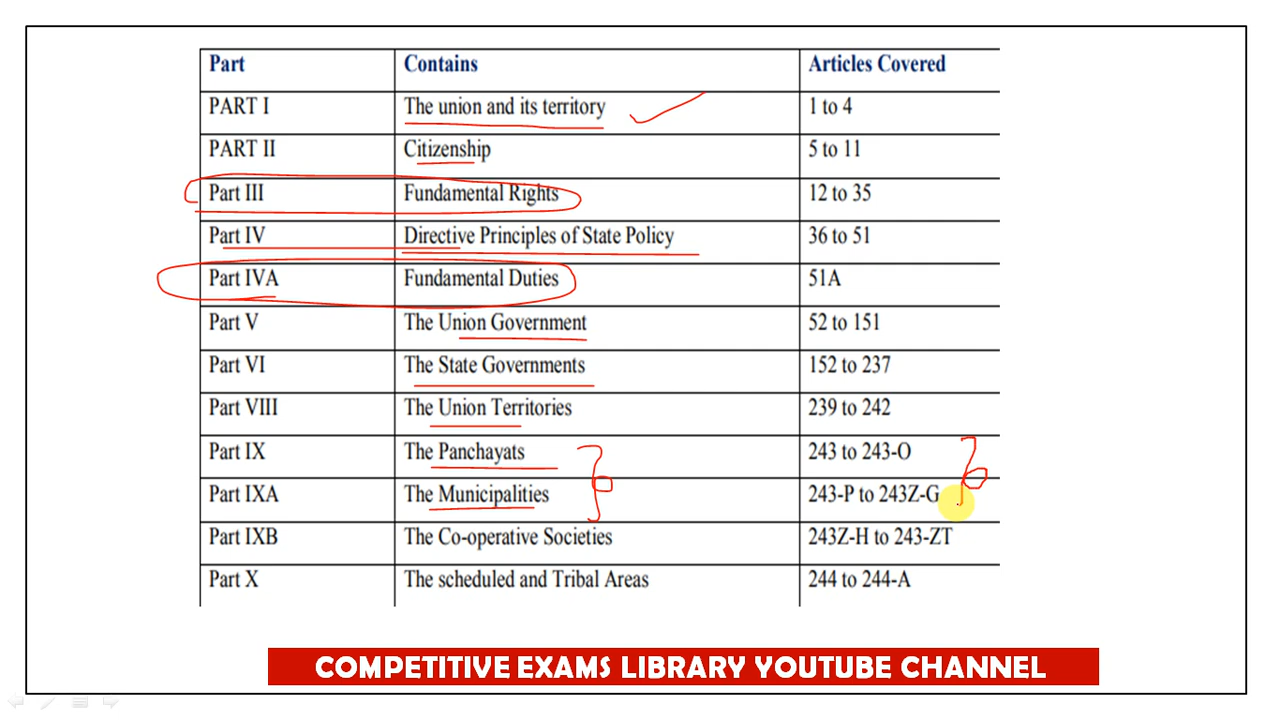 Part Contains Articles Covered
PART I The union and its territory 1 to 4
PART II Citizenship 5 to 11
Part III Fundamental Rights 12 to 35
Part IV Directive Principles of State Policy 36 to 51
Part IVA Fundamental Duties 51A
Part V The Union Government 52 to 151
Part VI The State Governments 152 to 237
Part VIII The Union Territories 239 to 242
Part IX The Panchayats 243 to 243-O
Part IXA The Municipalities 243-P to 243Z-G
Part IXB The Co-operative Societies 243Z-H to 243-ZT
Part X The scheduled and Tribal Areas 244 to 244-A
COMPETITIVE EXAMS LIBRARY YOUTUBE CHANNEL